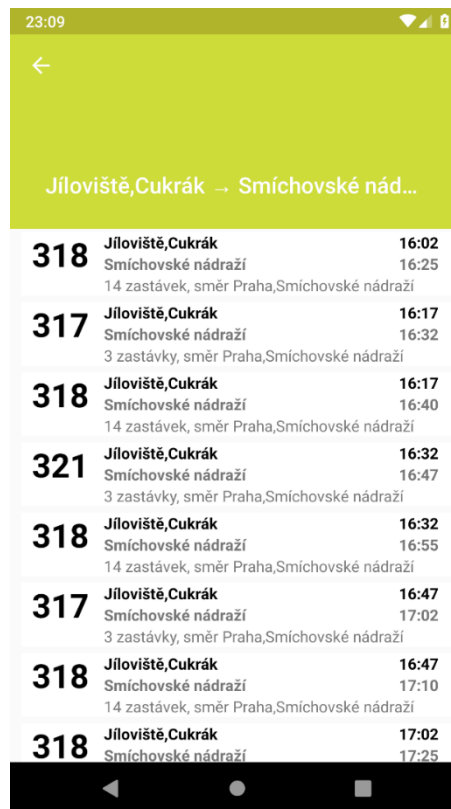 23:09
Jíloviště,Cukrák → Smíchovské nád...
318 Jíloviště,Cukrák 16:02
Smíchovské nádraží 16:25
14 zastávek, směr Praha,Smíchovské nádraží
317 Jíloviště,Cukrák 16:17
Smíchovské nádraží 16:32
3 zastávky, směr Praha,Smíchovské nádraží
318 Jíloviště,Cukrák 16:17
Smíchovské nádraží 16:40
14 zastávek, směr Praha,Smíchovské nádraží
321 Jíloviště,Cukrák 16:32
Smíchovské nádraží 16:47
3 zastávky, směr Praha,Smíchovské nádraží
318 Jíloviště,Cukrák 16:32
Smíchovské nádraží 16:55
14 zastávek, směr Praha,Smíchovské nádraží
317 Jíloviště,Cukrák 16:47
Smíchovské nádraží 17:02
3 zastávky, směr Praha,Smíchovské nádraží
318 Jíloviště,Cukrák 16:47
Smíchovské nádraží 17:10
14 zastávek, směr Praha,Smíchovské nádraží
318 Jíloviště,Cukrák 17:02
Smíchovské nádraží 17:25